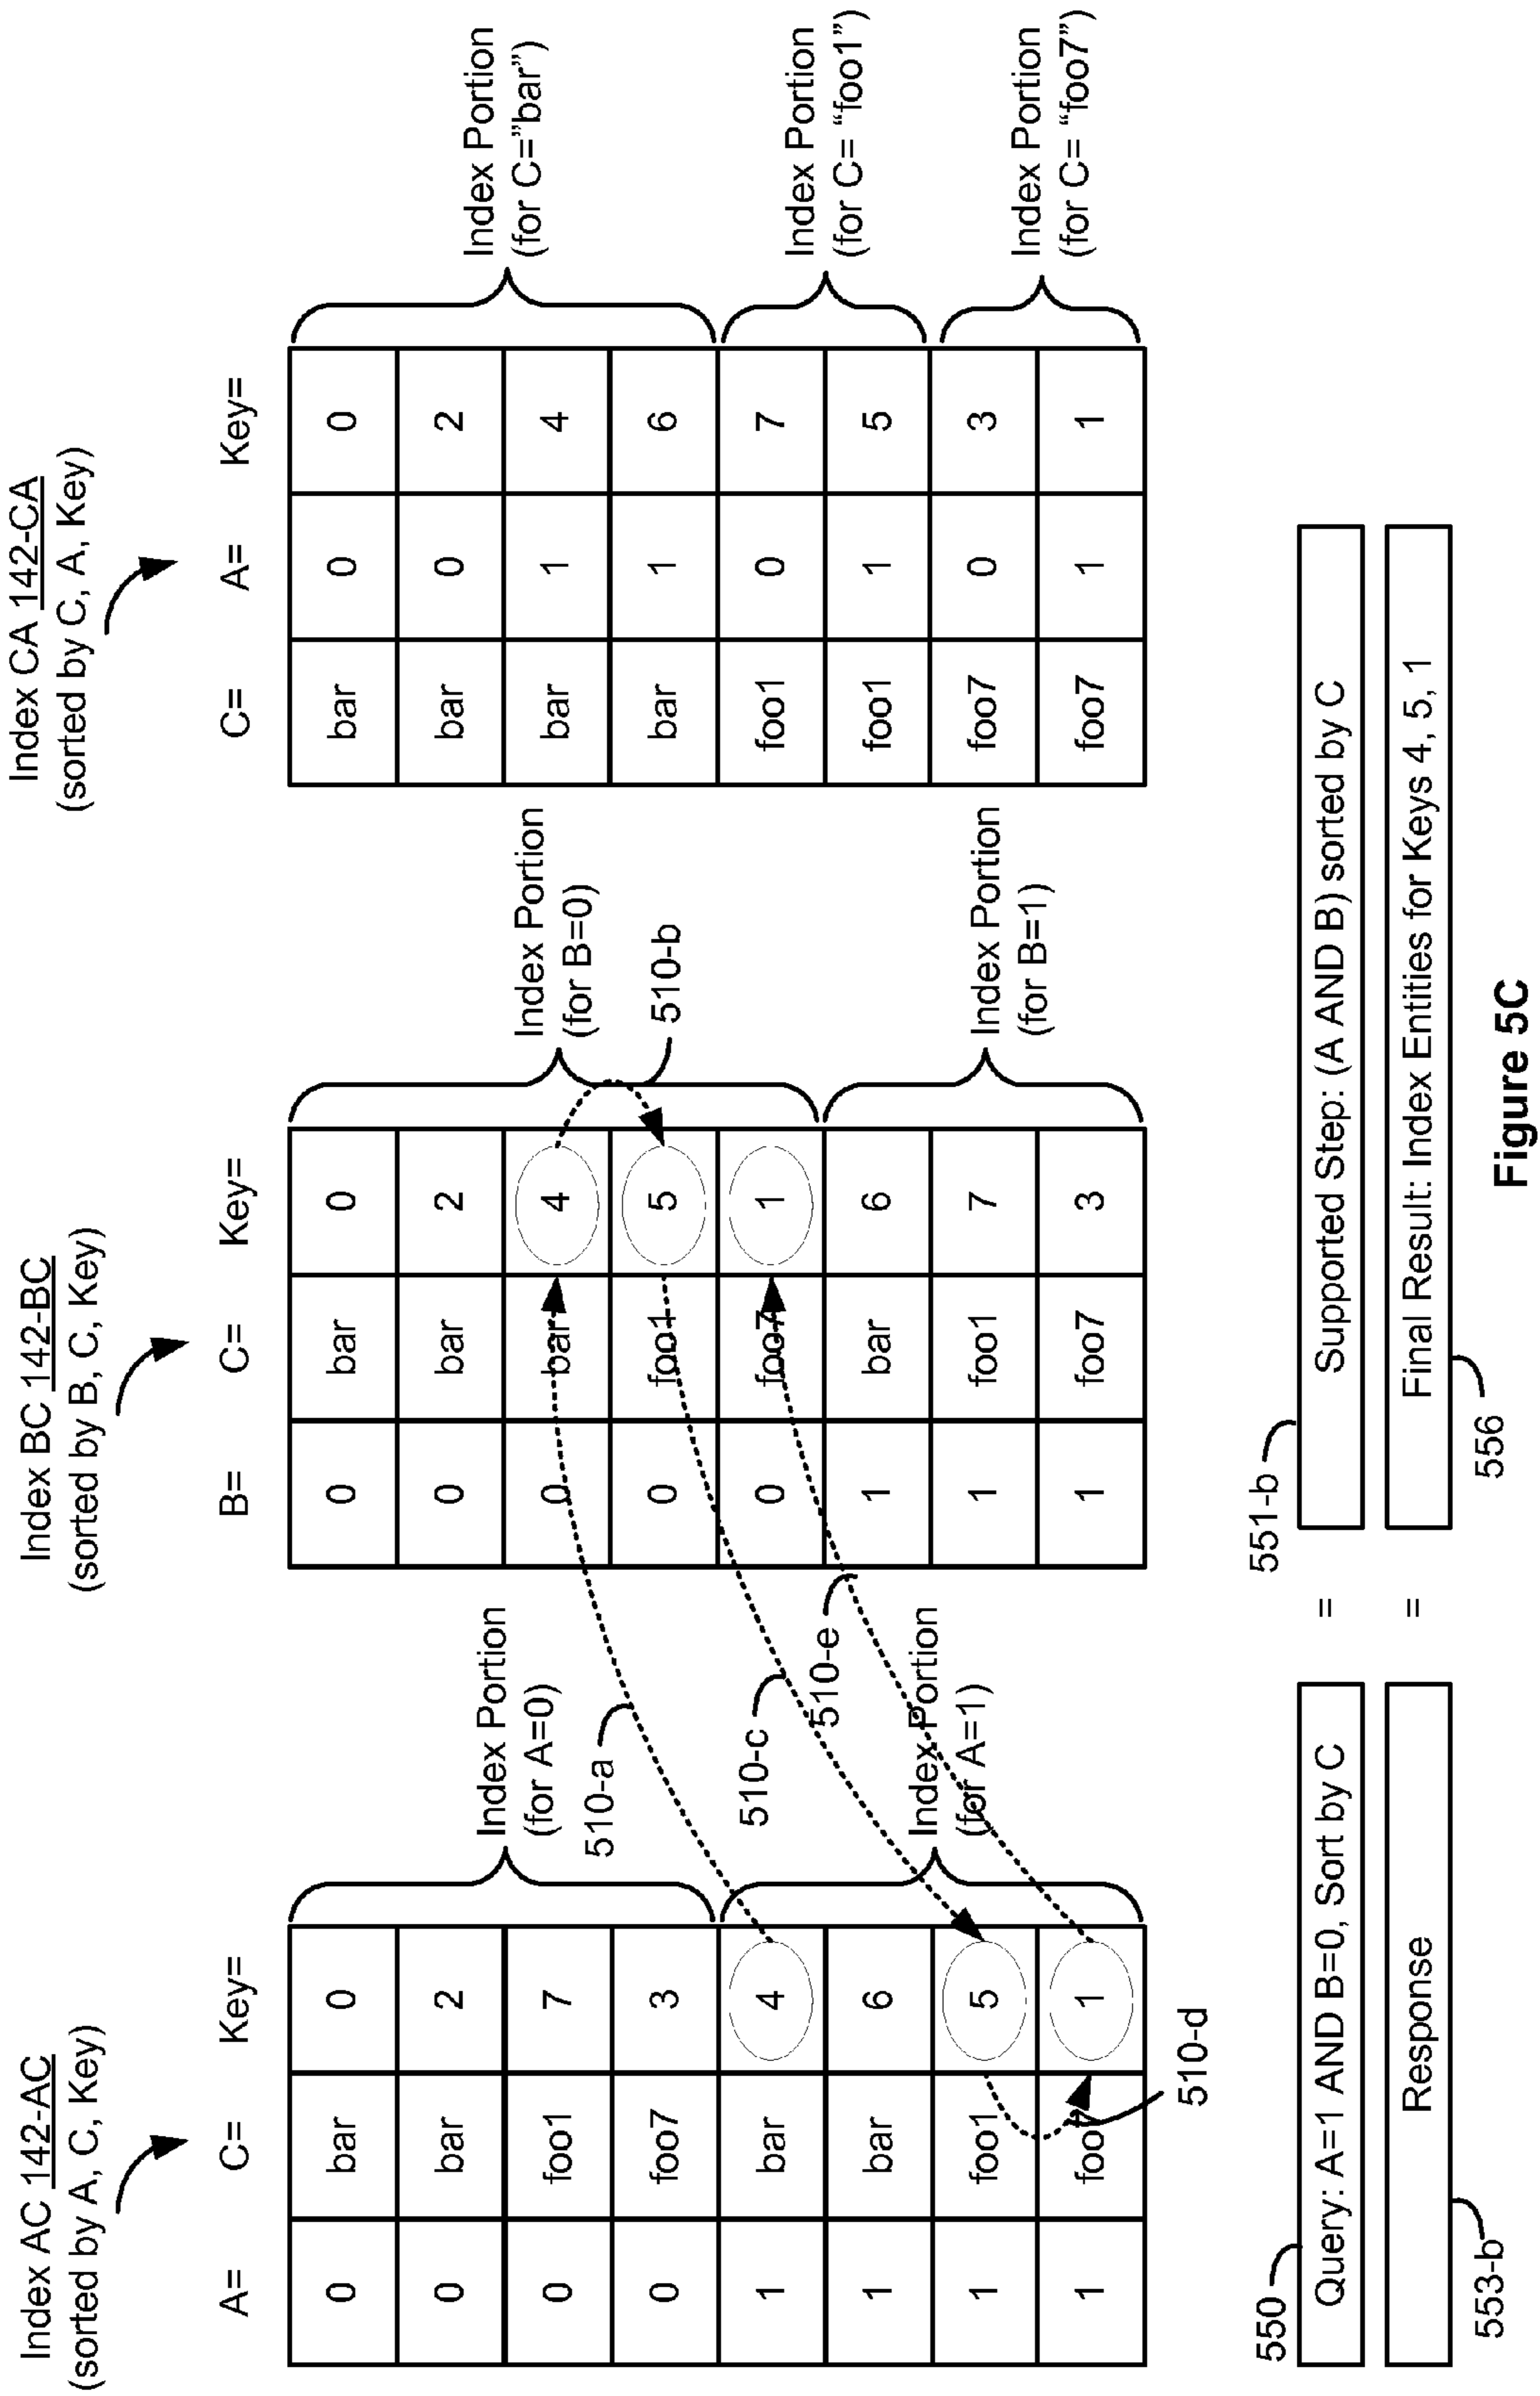 Index AC 142-AC
(sorted by A, C, Key)
A= C= Key=
0 bar 0
0 bar 2
0 foo1 7
0 foo7 3
1 bar 4
1 bar 6
1 foo1 5
1 foo7 1
Index Portion
(for A=0)
Index Portion
(for A=1)
510-a
510-c
510-e
510-d
Index BC 142-BC
(sorted by B, C, Key)
B= C= Key=
0 bar 0
0 bar 2
0 bar 4
0 foo1 5
0 foo7 1
1 bar 6
1 foo1 7
1 foo7 3
Index Portion
(for B=0)
510-b
Index Portion
(for B=1)
Index CA 142-CA
(sorted by C, A, Key)
C= A= Key=
bar 0 0
bar 0 2
bar 1 4
bar 1 6
foo1 0 7
foo1 1 5
foo7 0 3
foo7 1 1
Index Portion
(for C="bar")
Index Portion
(for C= "foo1")
Index Portion
(for C= "foo7")
550
551-b
Query: A=1 AND B=0, Sort by C = Supported Step: (A AND B) sorted by C
Response = Final Result: Index Entities for Keys 4, 5, 1
553-b
556
Figure 5C